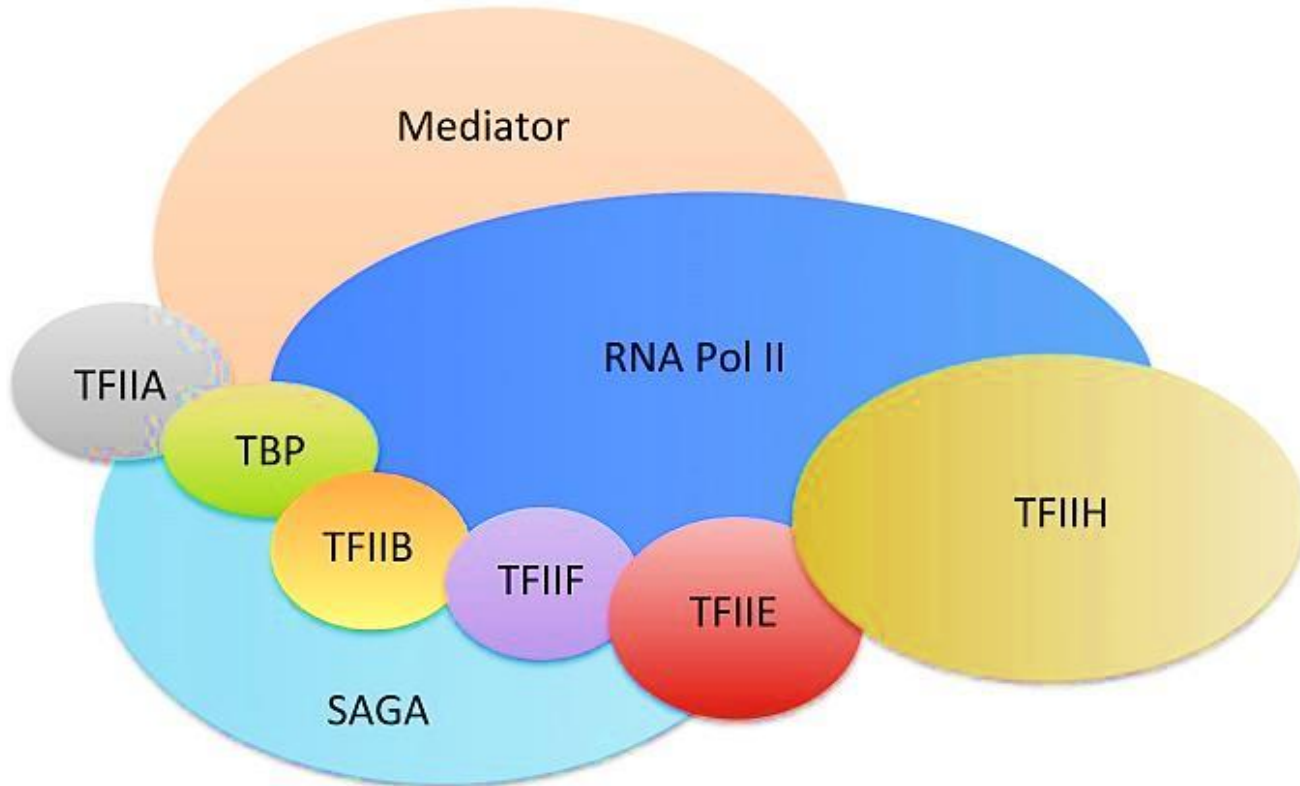 Mediator
RNA Pol II
TFIIA
TBP
TFIIB
TFIIF
TFIIE
TFIIH
SAGA